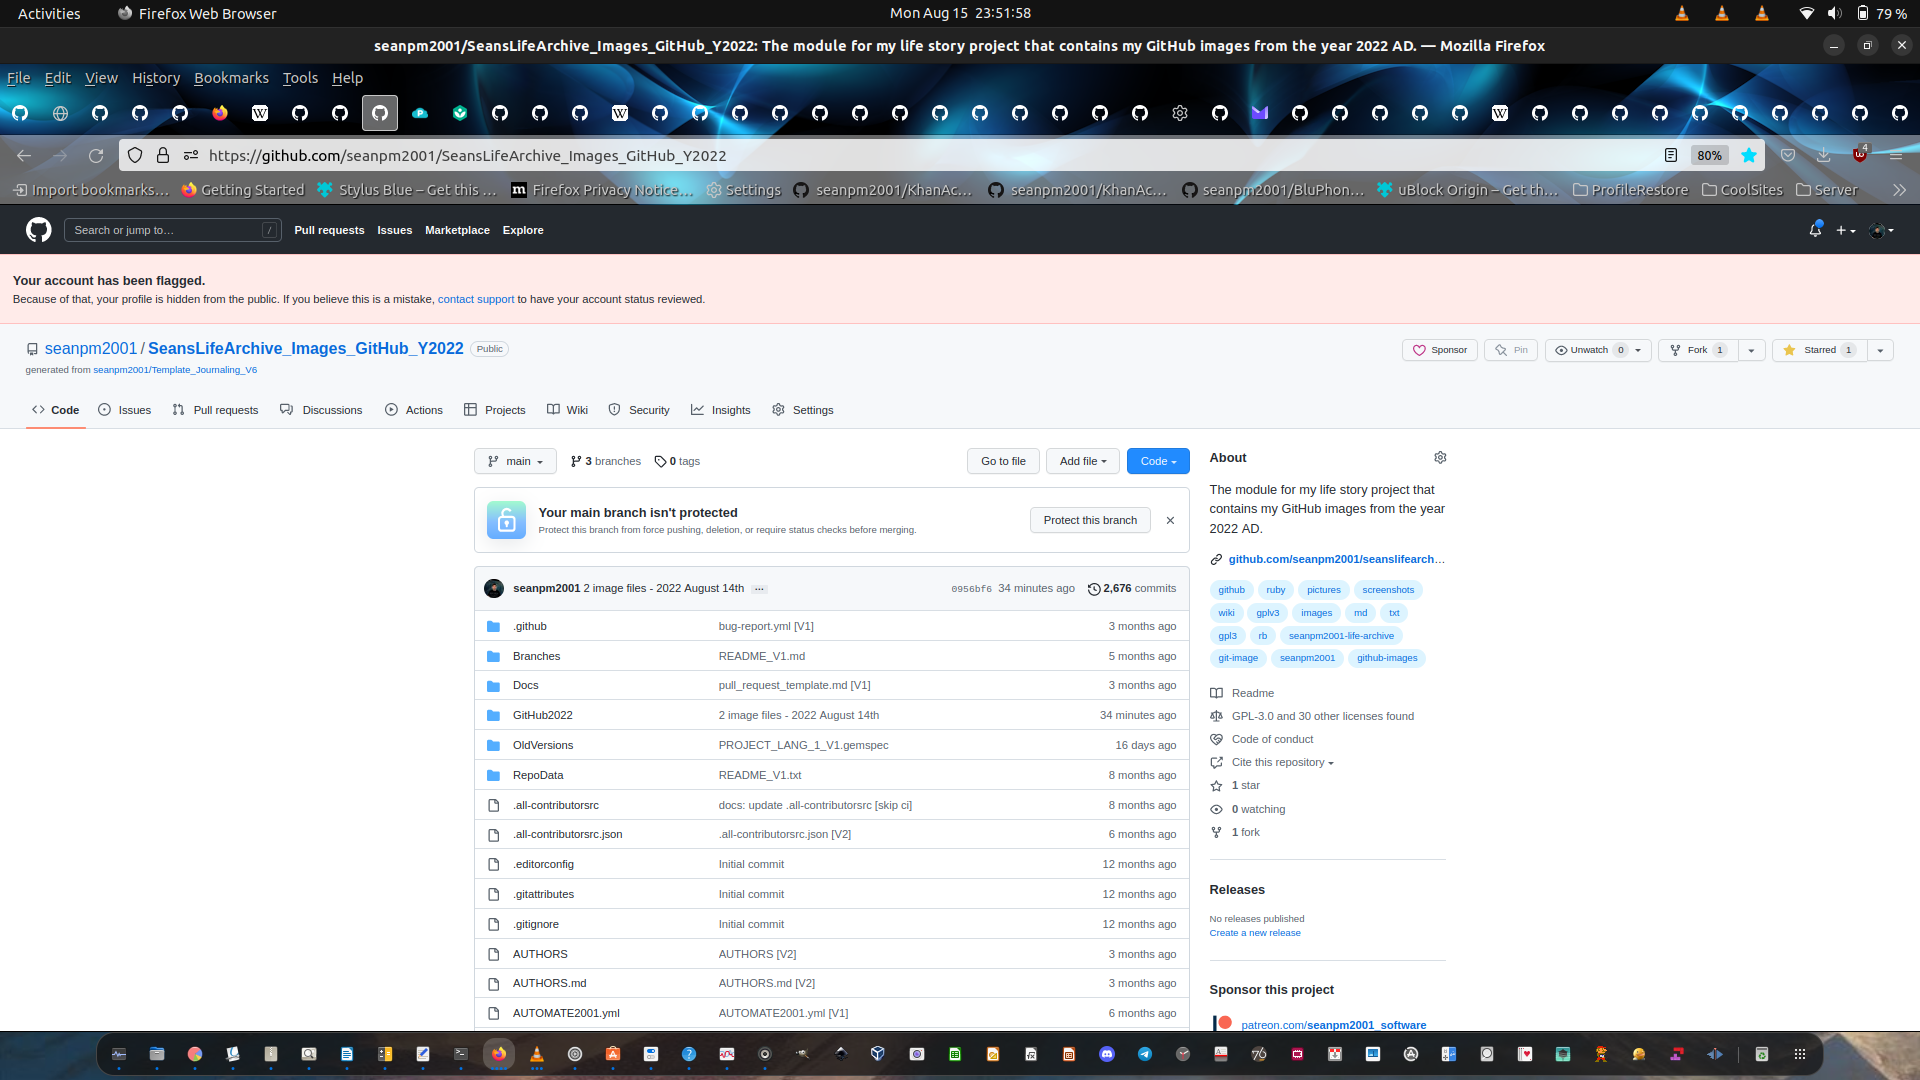 Activities Firefox Web Browser Mon Aug 15 23:51:58 79 %
seanpm2001/SeansLifeArchive_Images_GitHub_Y2022: The module for my life story project that contains my GitHub images from the year 2022 AD. — Mozilla Firefox
File Edit View History Bookmarks Tools Help
https://github.com/seanpm2001/SeansLifeArchive_Images_GitHub_Y2022 80% 4
Import bookmarks… Getting Started Stylus Blue – Get this … Firefox Privacy Notice… Settings seanpm2001/KhanAc… seanpm2001/KhanAc… seanpm2001/BluPhon… uBlock Origin – Get th… ProfileRestore CoolSites Server
Search or jump to… / Pull requests Issues Marketplace Explore
Your account has been flagged.
Because of that, your profile is hidden from the public. If you believe this is a mistake, contact support to have your account status reviewed.
seanpm2001 / SeansLifeArchive_Images_GitHub_Y2022 Public
Sponsor Pin Unwatch 0 Fork 1 Starred 1
generated from seanpm2001/Template_Journaling_V6
Code Issues Pull requests Discussions Actions Projects Wiki Security Insights Settings
main 3 branches 0 tags Go to file Add file Code
Your main branch isn't protected
Protect this branch from force pushing, deletion, or require status checks before merging.
Protect this branch
seanpm2001 2 image files - 2022 August 14th ... 0956bf6 34 minutes ago 2,676 commits
.github bug-report.yml [V1] 3 months ago
Branches README_V1.md 5 months ago
Docs pull_request_template.md [V1] 3 months ago
GitHub2022 2 image files - 2022 August 14th 34 minutes ago
OldVersions PROJECT_LANG_1_V1.gemspec 16 days ago
RepoData README_V1.txt 8 months ago
.all-contributorsrc docs: update .all-contributorsrc [skip ci] 8 months ago
.all-contributorsrc.json .all-contributorsrc.json [V2] 6 months ago
.editorconfig Initial commit 12 months ago
.gitattributes Initial commit 12 months ago
.gitignore Initial commit 12 months ago
AUTHORS AUTHORS [V2] 3 months ago
AUTHORS.md AUTHORS.md [V2] 3 months ago
AUTOMATE2001.yml AUTOMATE2001.yml [V1] 6 months ago
About
The module for my life story project that
contains my GitHub images from the year
2022 AD.
github.com/seanpm2001/seanslifearch…
github ruby pictures screenshots
wiki gplv3 images md txt
gpl3 rb seanpm2001-life-archive
git-image seanpm2001 github-images
Readme
GPL-3.0 and 30 other licenses found
Code of conduct
Cite this repository
1 star
0 watching
1 fork
Releases
No releases published
Create a new release
Sponsor this project
patreon.com/seanpm2001_software